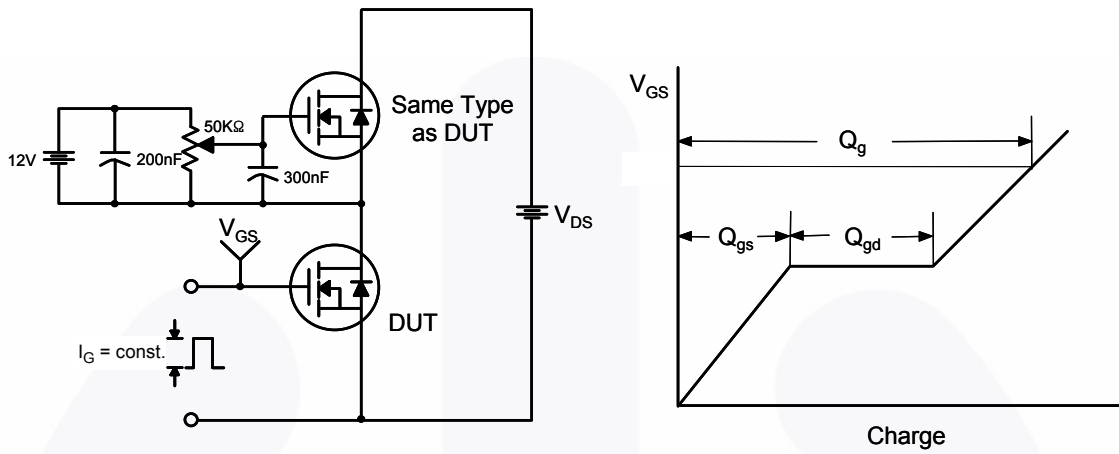 Same Type
as DUT
50KΩ
12V
200nF
300nF
V_DS
V_GS
DUT
I_G = const.
V_GS
Q_g
Q_gs
Q_gd
Charge